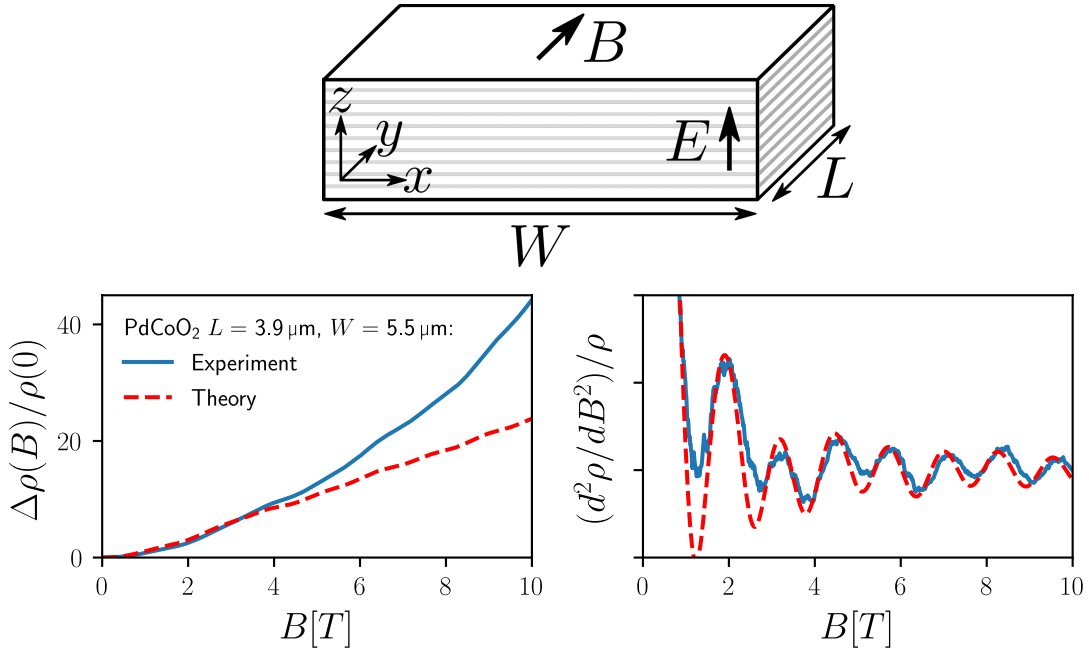 B
z
y
E
x
L
W
PdCoO₂ L = 3.9 µm, W = 5.5 µm:
Experiment
Theory
Δρ(B)/ρ(0)
40
20
0
0 2 4 6 8 10
B[T]
(d²ρ/dB²)/ρ
0 2 4 6 8 10
B[T]